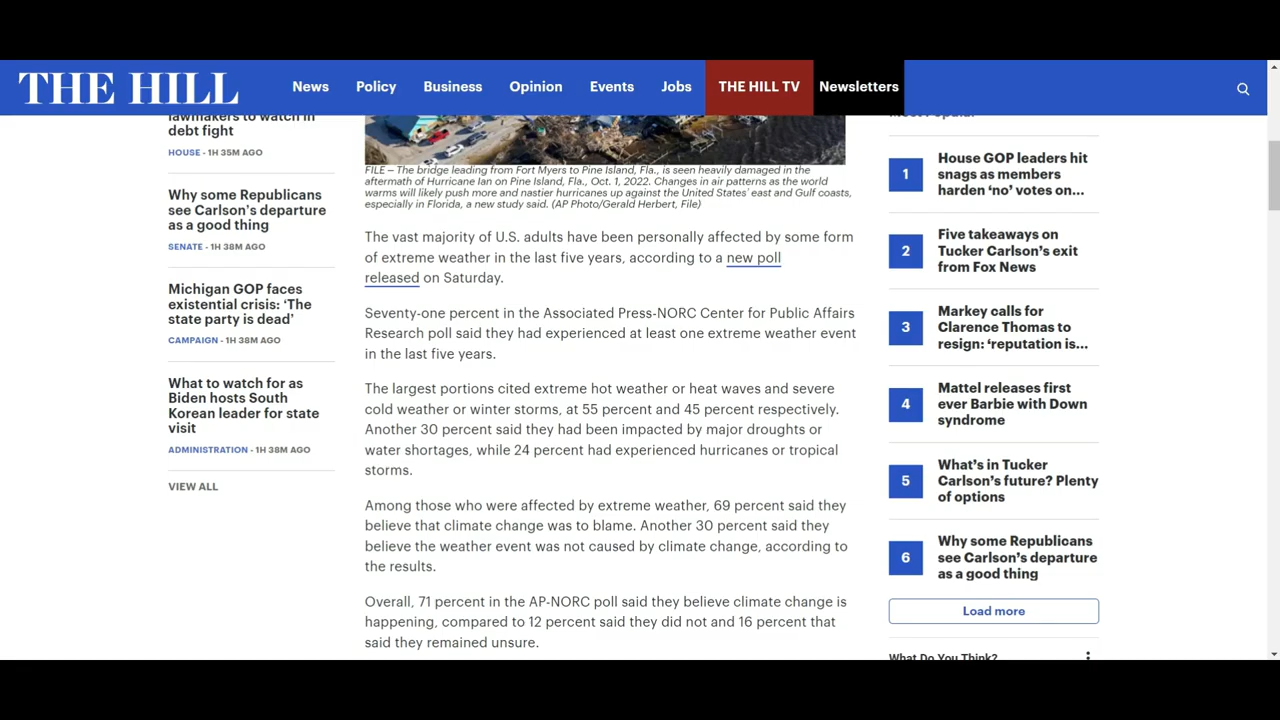 THE HILL
News
Policy
Business
Opinion
Events
Jobs
THE HILL TV
Newsletters
lawmakers to watch in
debt fight
HOUSE - 1H 35M AGO
Why some Republicans
see Carlson's departure
as a good thing
SENATE - 1H 38M AGO
Michigan GOP faces
existential crisis: ‘The
state party is dead’
CAMPAIGN - 1H 38M AGO
What to watch for as
Biden hosts South
Korean leader for state
visit
ADMINISTRATION - 1H 38M AGO
VIEW ALL
FILE — The bridge leading from Fort Myers to Pine Island, Fla., is seen heavily damaged in the
aftermath of Hurricane Ian on Pine Island, Fla., Oct. 1, 2022. Changes in air patterns as the world
warms will likely push more and nastier hurricanes up against the United States’ east and Gulf coasts,
especially in Florida, a new study said. (AP Photo/Gerald Herbert, File)
The vast majority of U.S. adults have been personally affected by some form
of extreme weather in the last five years, according to a new poll
released on Saturday.
Seventy-one percent in the Associated Press-NORC Center for Public Affairs
Research poll said they had experienced at least one extreme weather event
in the last five years.
The largest portions cited extreme hot weather or heat waves and severe
cold weather or winter storms, at 55 percent and 45 percent respectively.
Another 30 percent said they had been impacted by major droughts or
water shortages, while 24 percent had experienced hurricanes or tropical
storms.
Among those who were affected by extreme weather, 69 percent said they
believe that climate change was to blame. Another 30 percent said they
believe the weather event was not caused by climate change, according to
the results.
Overall, 71 percent in the AP-NORC poll said they believe climate change is
happening, compared to 12 percent said they did not and 16 percent that
said they remained unsure.
1
House GOP leaders hit
snags as members
harden ‘no’ votes on...
2
Five takeaways on
Tucker Carlson’s exit
from Fox News
3
Markey calls for
Clarence Thomas to
resign: ‘reputation is...
4
Mattel releases first
ever Barbie with Down
syndrome
5
What’s in Tucker
Carlson’s future? Plenty
of options
6
Why some Republicans
see Carlson’s departure
as a good thing
Load more
What Do You Think?